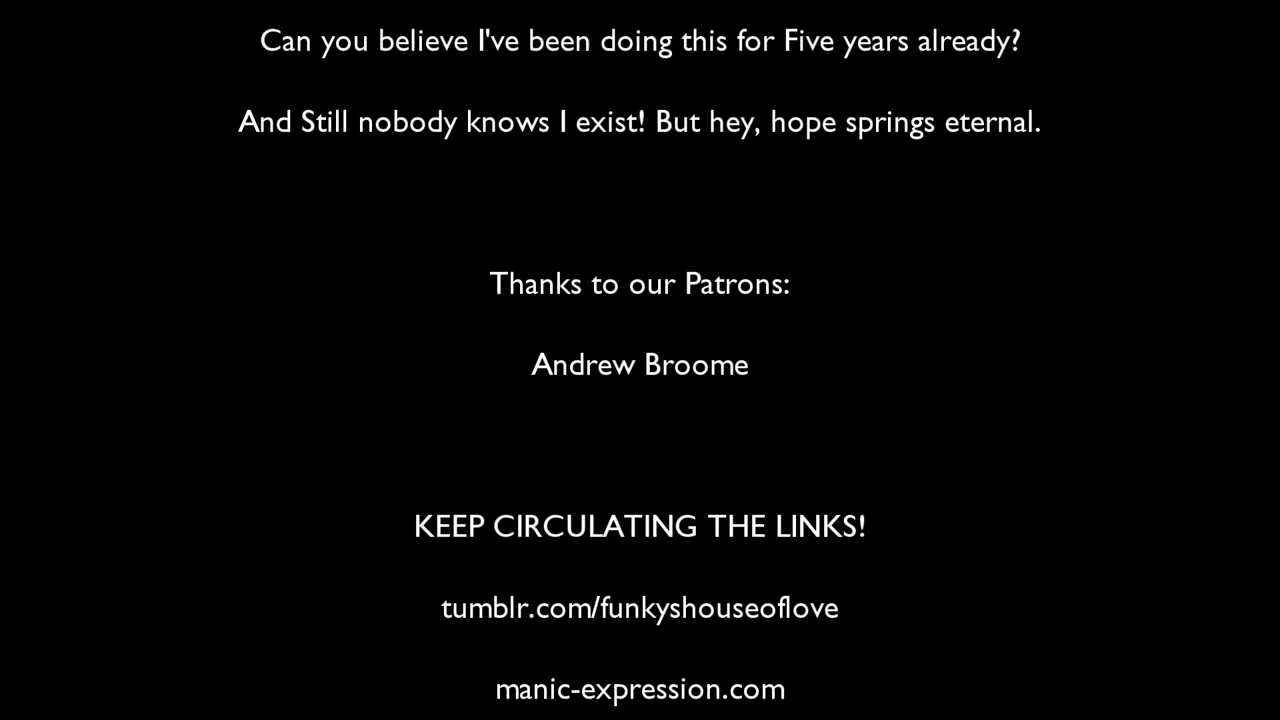 Can you believe I've been doing this for Five years already?
And Still nobody knows I exist! But hey, hope springs eternal.
Thanks to our Patrons:
Andrew Broome
KEEP CIRCULATING THE LINKS!
tumblr.com/funkyshouseoflove
manic-expression.com